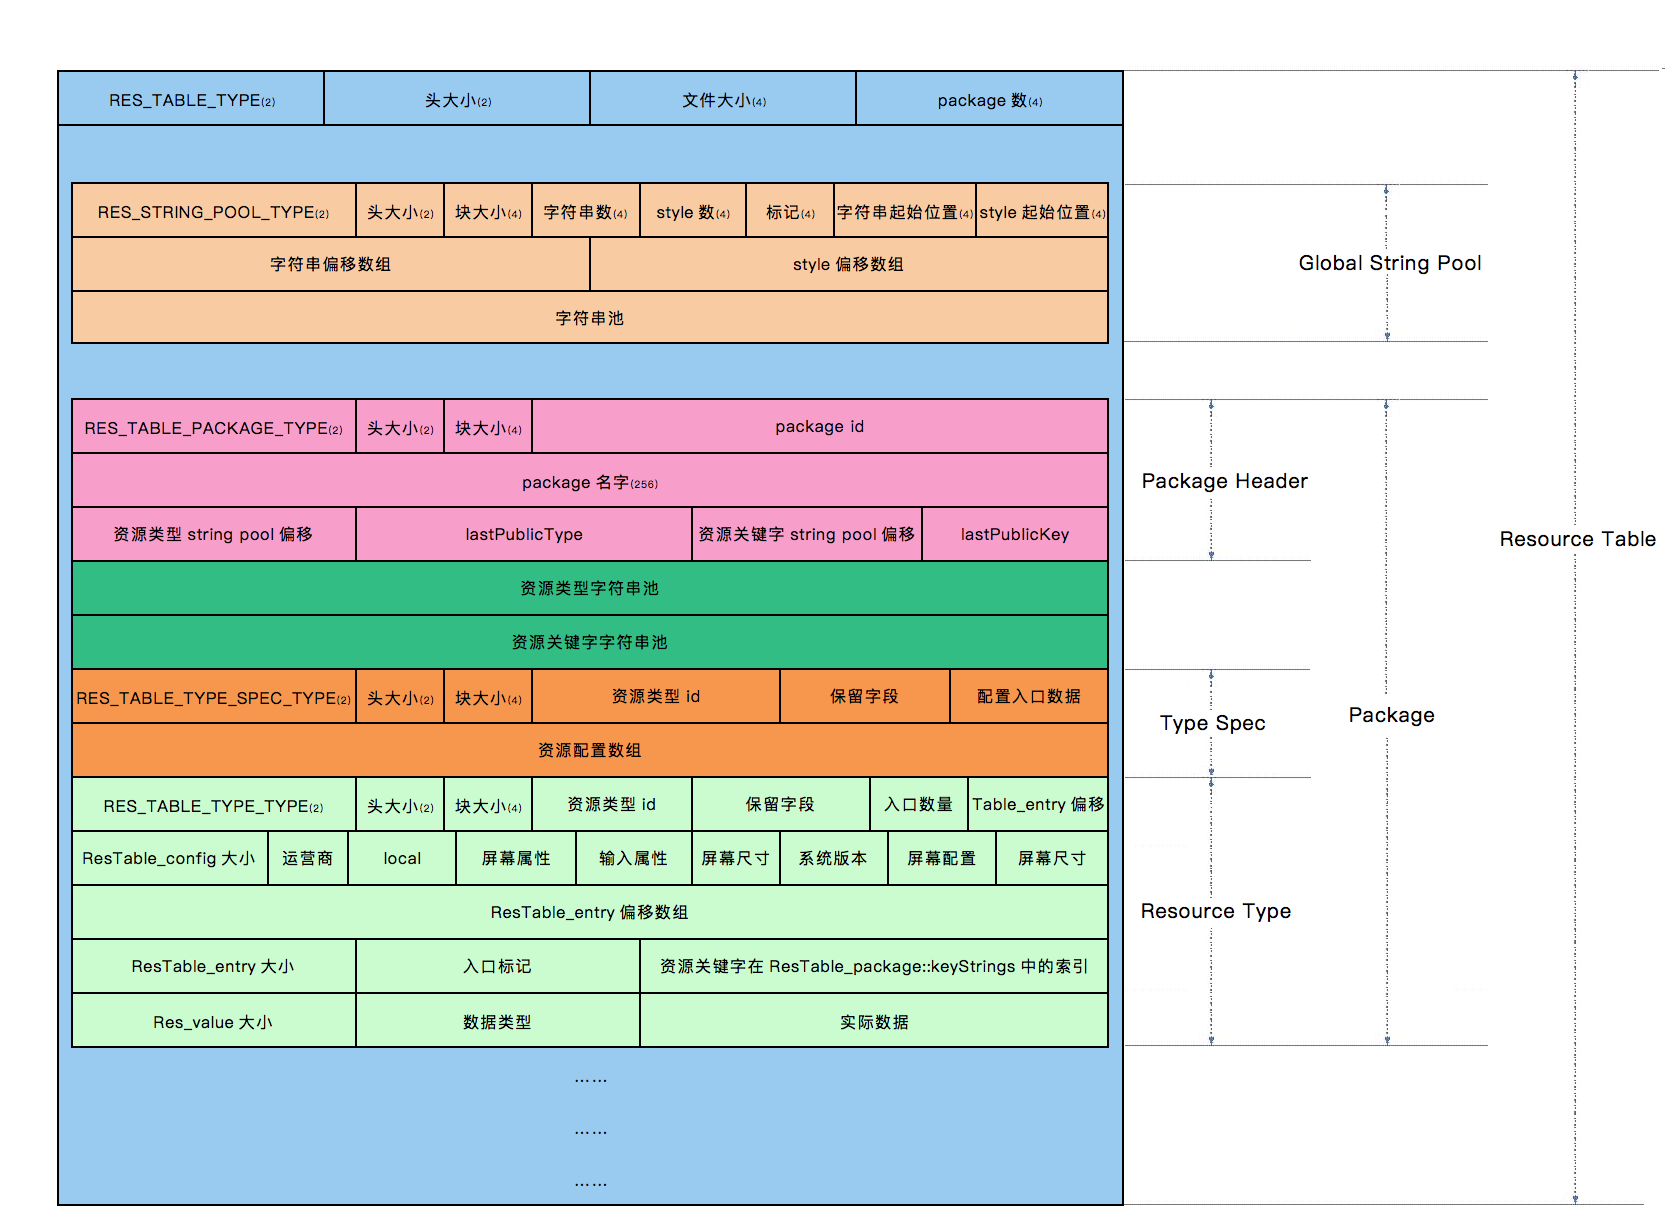 RES_TABLE_TYPE(2) 头大小(2) 文件大小(4) package 数(4)
RES_STRING_POOL_TYPE(2) 头大小(2) 块大小(4) 字符串数(4) style 数(4) 标记(4) 字符串起始位置(4) style 起始位置(4)
字符串偏移数组 style 偏移数组
Global String Pool
字符串池
RES_TABLE_PACKAGE_TYPE(2) 头大小(2) 块大小(4) package id
package 名字(256)
Package Header
资源类型 string pool 偏移 lastPublicType 资源关键字 string pool 偏移 lastPublicKey
Resource Table
资源类型字符串池
资源关键字字符串池
RES_TABLE_TYPE_SPEC_TYPE(2) 头大小(2) 块大小(4) 资源类型 id 保留字段 配置入口数据
Type Spec
Package
资源配置数组
RES_TABLE_TYPE_TYPE(2) 头大小(2) 块大小(4) 资源类型 id 保留字段 入口数量 Table_entry 偏移
ResTable_config 大小 运营商 local 屏幕属性 输入属性 屏幕尺寸 系统版本 屏幕配置 屏幕尺寸
ResTable_entry 偏移数组
Resource Type
ResTable_entry 大小 入口标记 资源关键字在 ResTable_package::keyStrings 中的索引
Res_value 大小 数据类型 实际数据
……
……
……